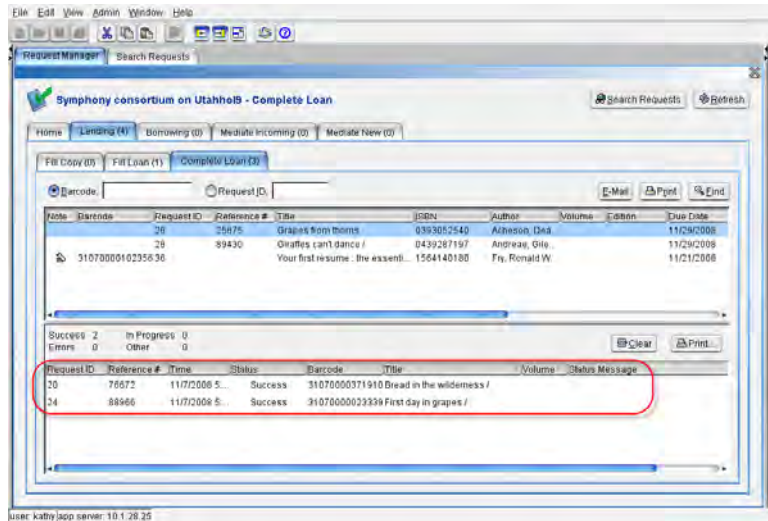 File Edit View Admin Window Help
Request Manager Search Requests
Symphony consortium on Utahhol9 - Complete Loan Search Requests Refresh
Home Lending (4) Borrowing (0) Mediate Incoming (0) Mediate New (0)
Fill Copy (0) Fill Loan (1) Complete Loan (3)
Barcode: Request ID: E-Mail Print Find
Note Barcode Request ID Reference # Title ISBN Author Volume Edition Due Date
26 25675 Grapes from thorns 0393052540 Acheson, Dea 11/29/2008
28 89430 Giraffes can't dance / 0439287197 Andreae, Gile... 11/29/2008
31070000010235636 Your first resume : the essenti... 1564140180 Fry, Ronald W. 11/21/2008
Success 2 In Progress 0
Errors 0 Other 0 Clear Print...
Request ID Reference # Time Status Barcode Title Volume Status Message
20 76672 11/7/2008 5... Success 31070000371910 Bread in the wilderness /
24 88966 11/7/2008 5... Success 31070000023339 First day in grapes /
user: kathy app server: 10.1.28.25